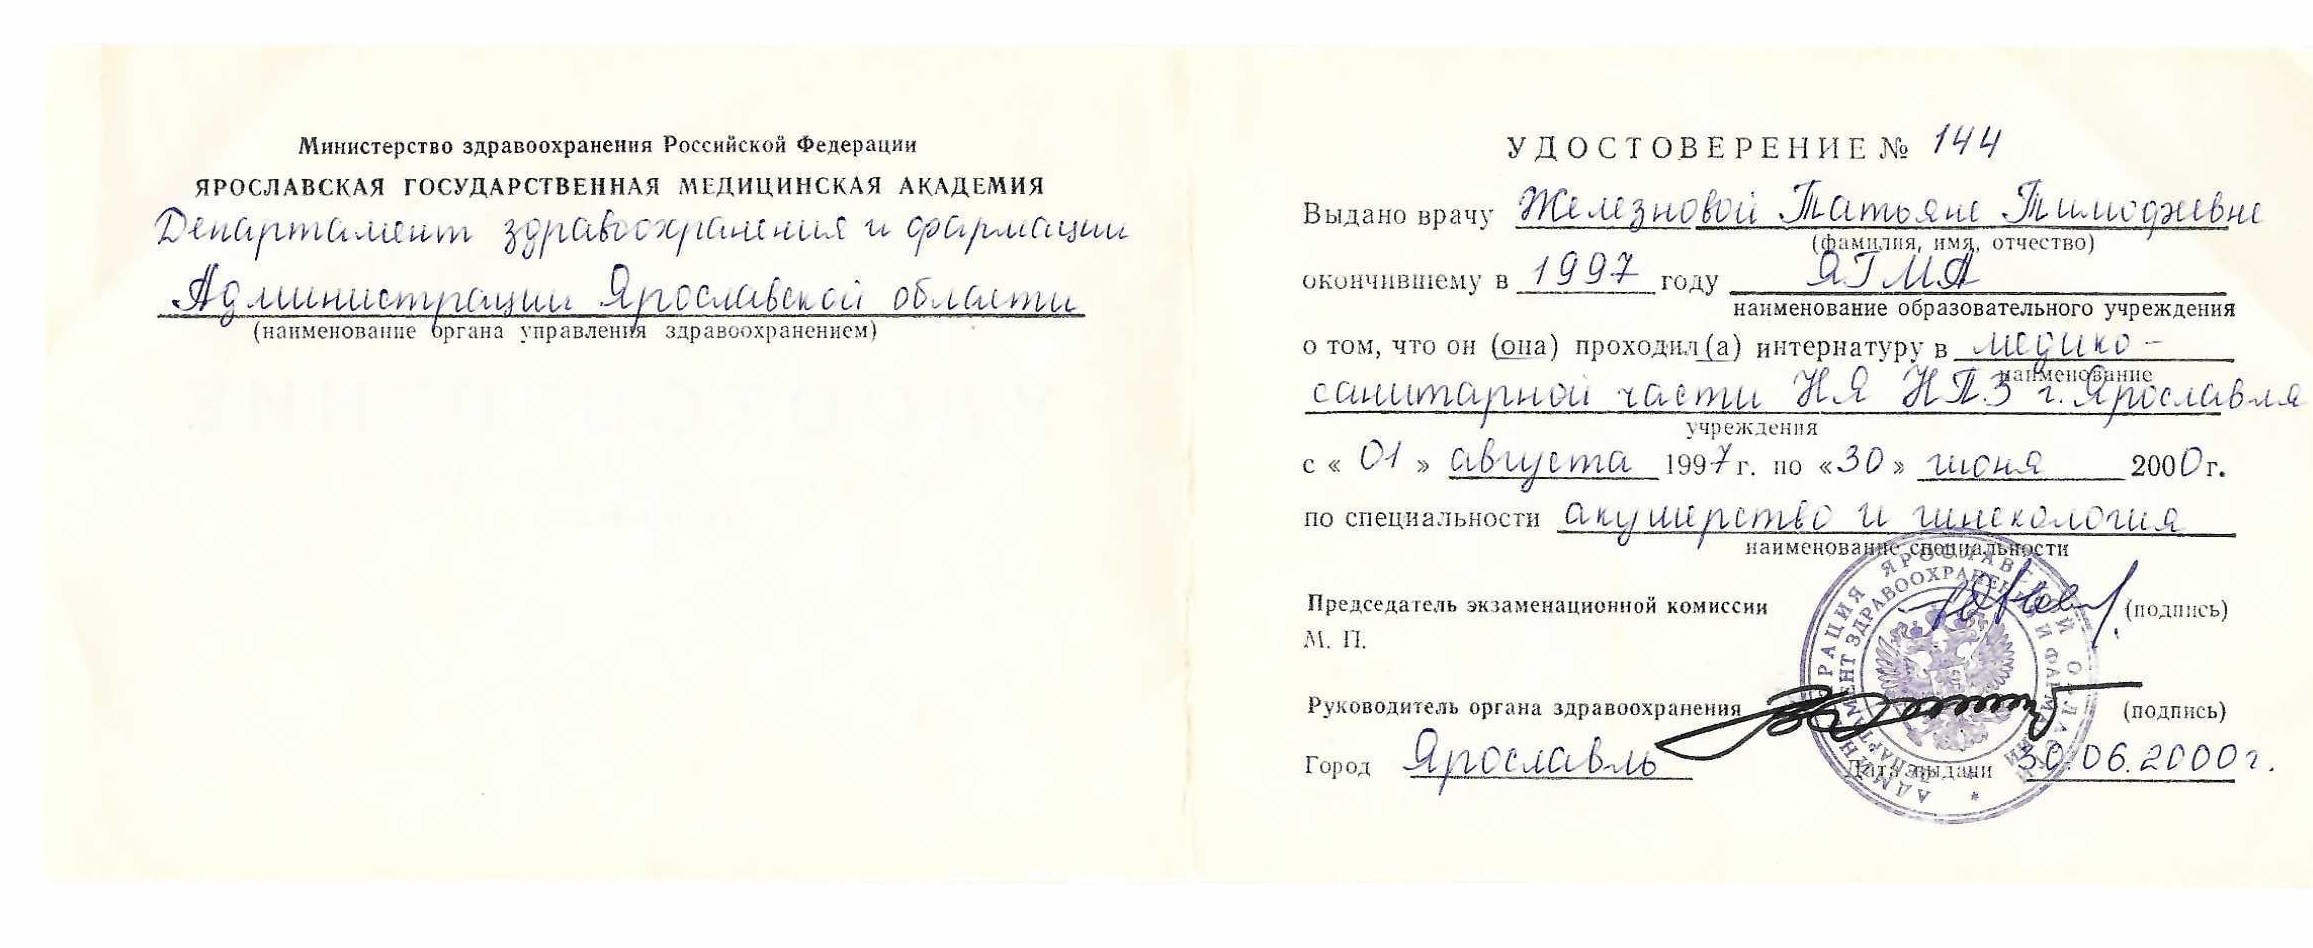 Министерство здравоохранения Российской Федерации
ЯРОСЛАВСКАЯ ГОСУДАРСТВЕННАЯ МЕДИЦИНСКАЯ АКАДЕМИЯ
Департамент здравоохранения и фармации
Администрации Ярославской области
(наименование органа управления здравоохранением)
УДОСТОВЕРЕНИЕ № 144
Выдано врачу Железновой Татьяне Тимофевне
(фамилия, имя, отчество)
окончившему в 1997 году ЯГМА
наименование образовательного учреждения
о том, что он (она) проходил(а) интернатуру в медико-
наименование
санитарной части НЯ НПЗ г. Ярославля
учреждения
с « 01 » августа 1997 г. по «30» июня 2000 г.
по специальности акушерство и гинекология
наименование специальности
Председатель экзаменационной комиссии (подпись)
М. П.
Руководитель органа здравоохранения (подпись)
Город Ярославль Дата выдачи 30.06.2000 г.